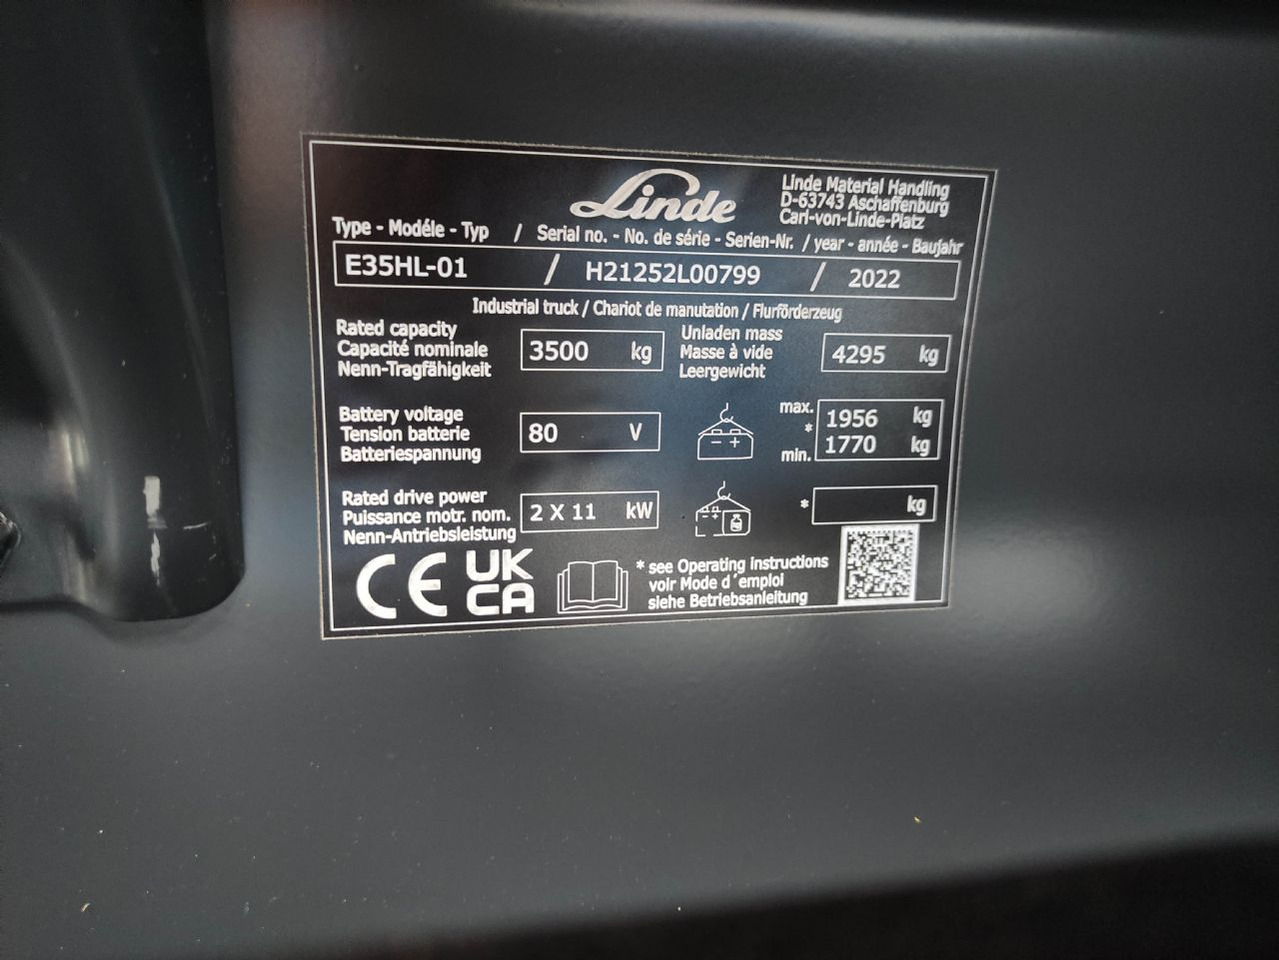 Linde
Linde Material Handling
D-63743 Aschaffenburg
Carl-von-Linde-Platz
Type - Modéle - Typ / Serial no. - No. de série - Serien-Nr. / year - année - Baujahr
E35HL-01 / H21252L00799 / 2022
Industrial truck / Chariot de manutation / Flurförderzeug
Rated capacity
Capacité nominale
Nenn-Tragfähigkeit
3500 kg
Unladen mass
Masse à vide
Leergewicht
4295 kg
Battery voltage
Tension batterie
Batteriespannung
80 V
- +
max.
*
min.
1956 kg
1770 kg
Rated drive power
Puissance motr. nom.
Nenn-Antriebsleistung
2 X 11 kW
- +
* kg
CE
UK
CA
* see Operating instructions
voir Mode d´emploi
siehe Betriebsanleitung